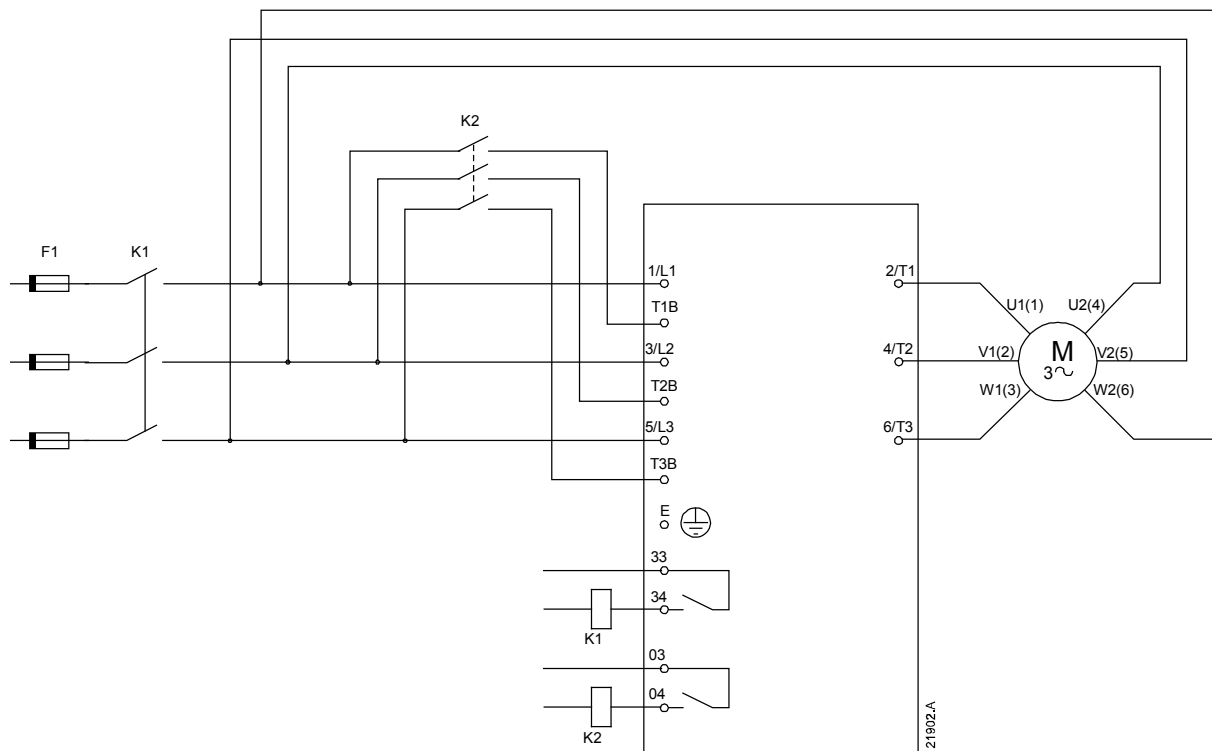 K2
F1
K1
1/L1
2/T1
T1B
U1(1)
U2(4)
3/L2
4/T2
V1(2)
M
3~
V2(5)
T2B
W1(3)
W2(6)
5/L3
6/T3
T3B
E
33
34
K1
03
04
K2
21902.A